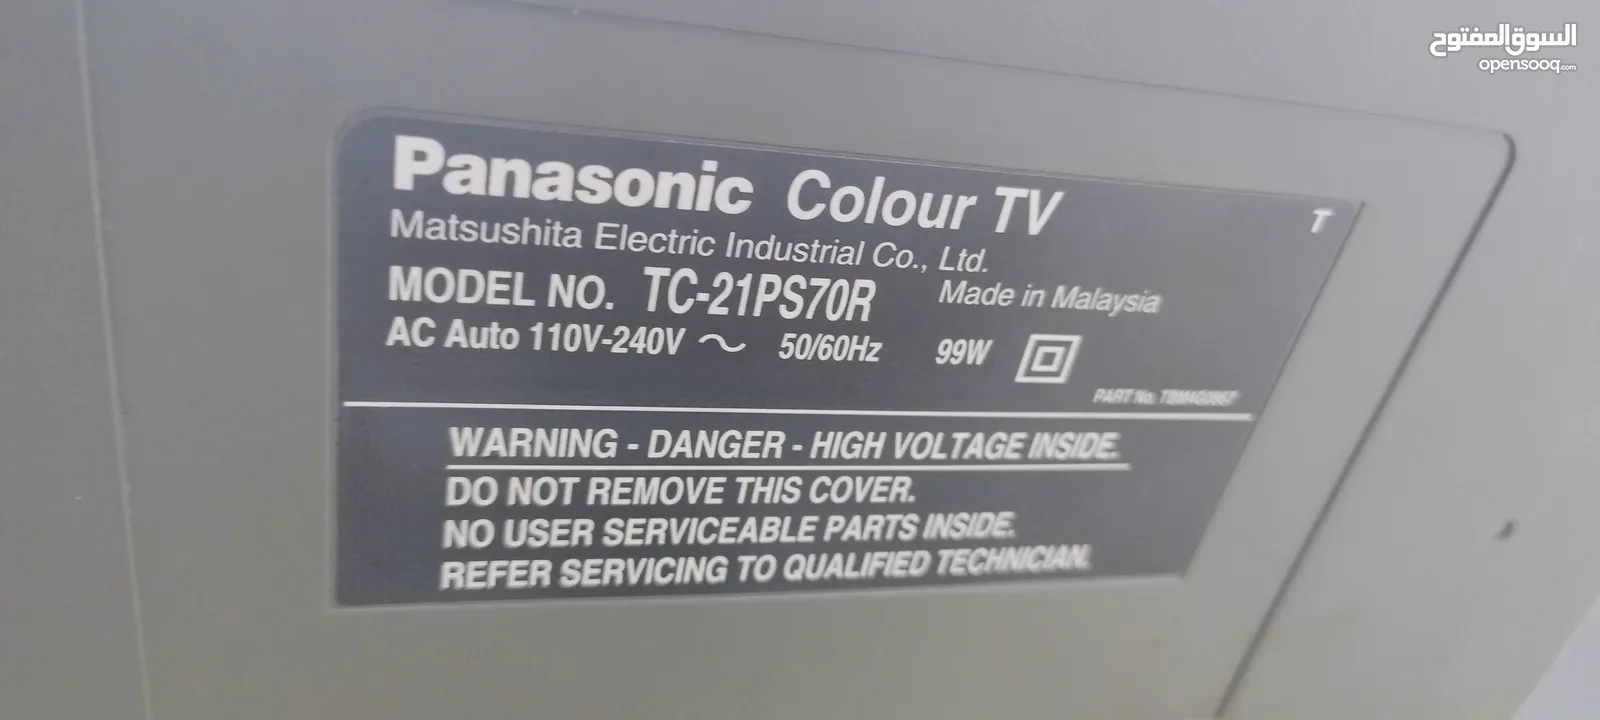 السوق المفتوح
opensooq.com
Panasonic Colour TV T
Matsushita Electric Industrial Co., Ltd.
MODEL NO. TC-21PS70R Made in Malaysia
AC Auto 110V-240V ～ 50/60Hz 99W
PART No.
WARNING - DANGER - HIGH VOLTAGE INSIDE.
DO NOT REMOVE THIS COVER.
NO USER SERVICEABLE PARTS INSIDE.
REFER SERVICING TO QUALIFIED TECHNICIAN.